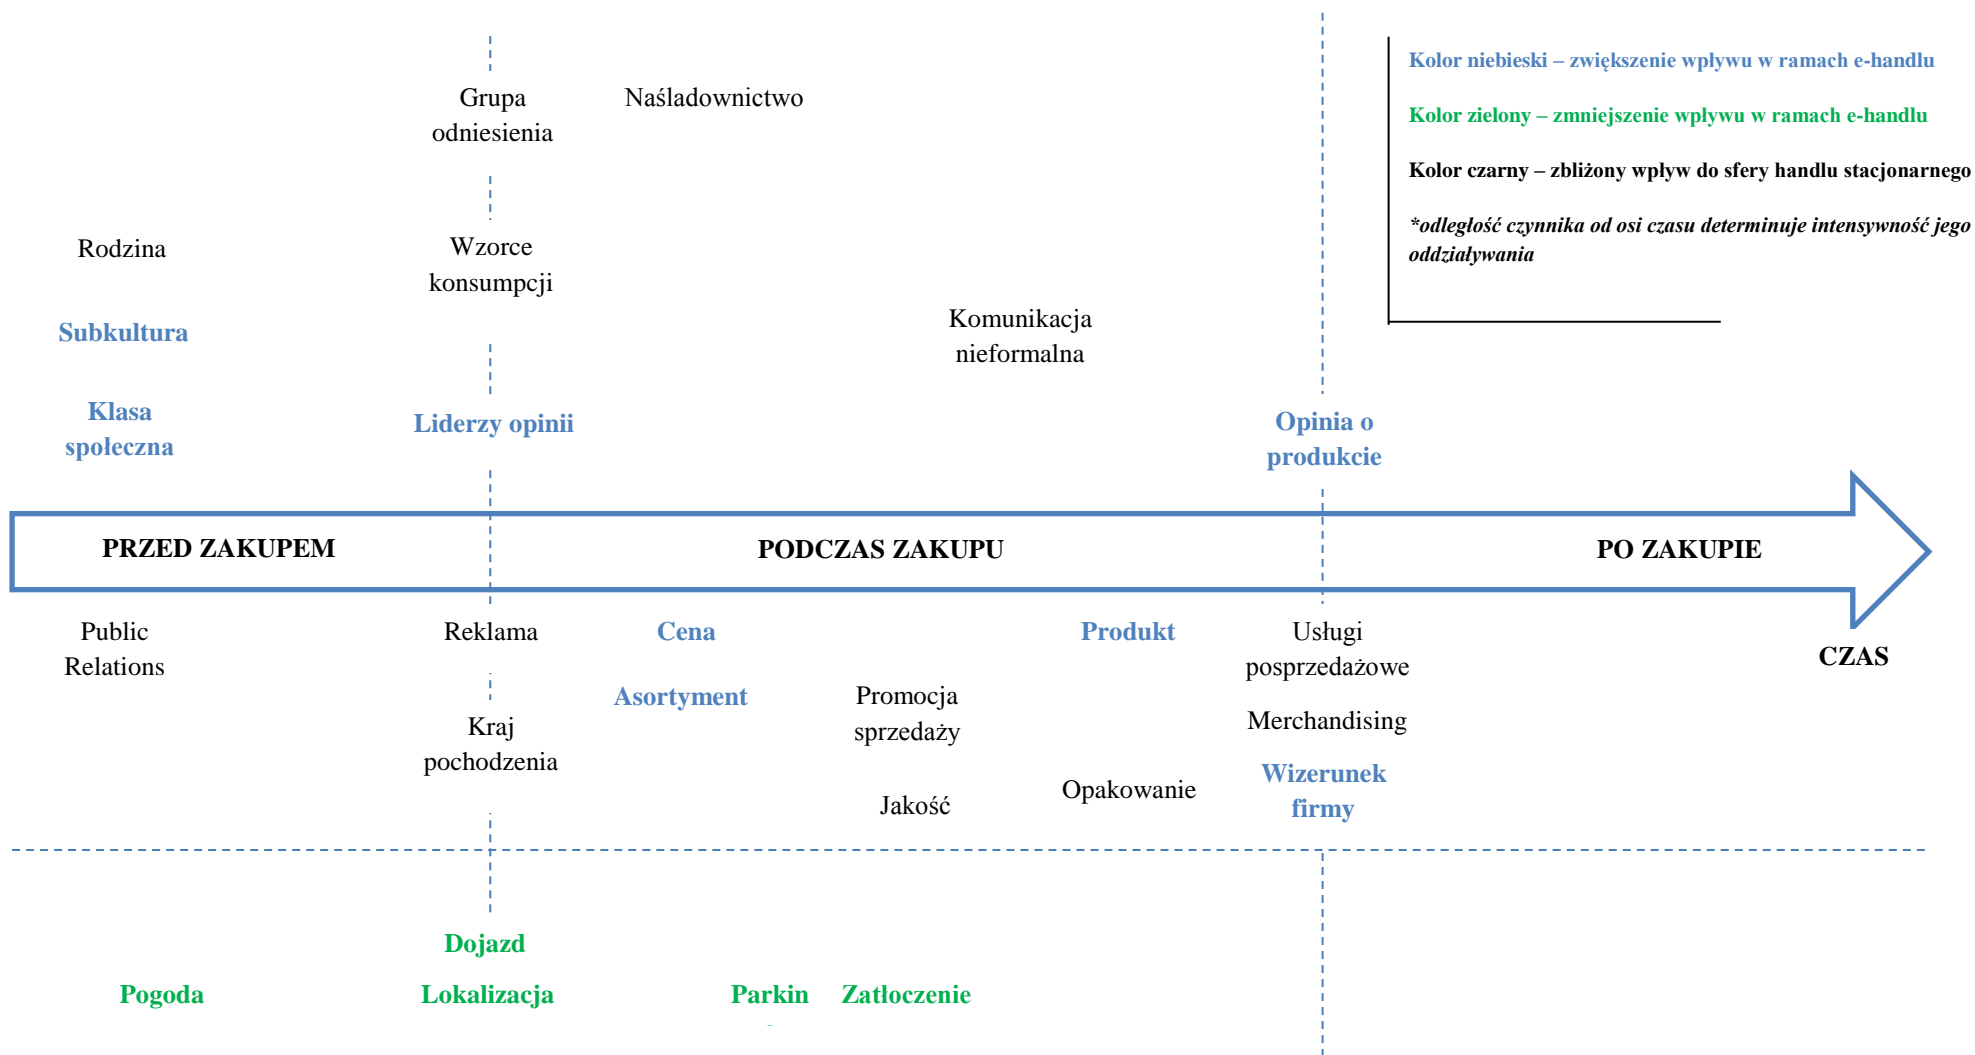 Kolor niebieski – zwiększenie wpływu w ramach e-handlu
Kolor zielony – zmniejszenie wpływu w ramach e-handlu
Kolor czarny – zbliżony wpływ do sfery handlu stacjonarnego
*odległość czynnika od osi czasu determinuje intensywność jego
oddziaływania
Grupa
odniesienia
Naśladownictwo
Rodzina
Wzorce
konsumpcji
Subkultura
Komunikacja
nieformalna
Klasa
społeczna
Liderzy opinii
Opinia o
produkcie
PRZED ZAKUPEM
PODCZAS ZAKUPU
PO ZAKUPIE
CZAS
Public
Relations
Reklama
Cena
Produkt
Usługi
posprzedażowe
Asortyment
Promocja
sprzedaży
Merchandising
Kraj
pochodzenia
Wizerunek
firmy
Jakość
Opakowanie
Dojazd
Pogoda
Lokalizacja
Parkin
Zatłoczenie